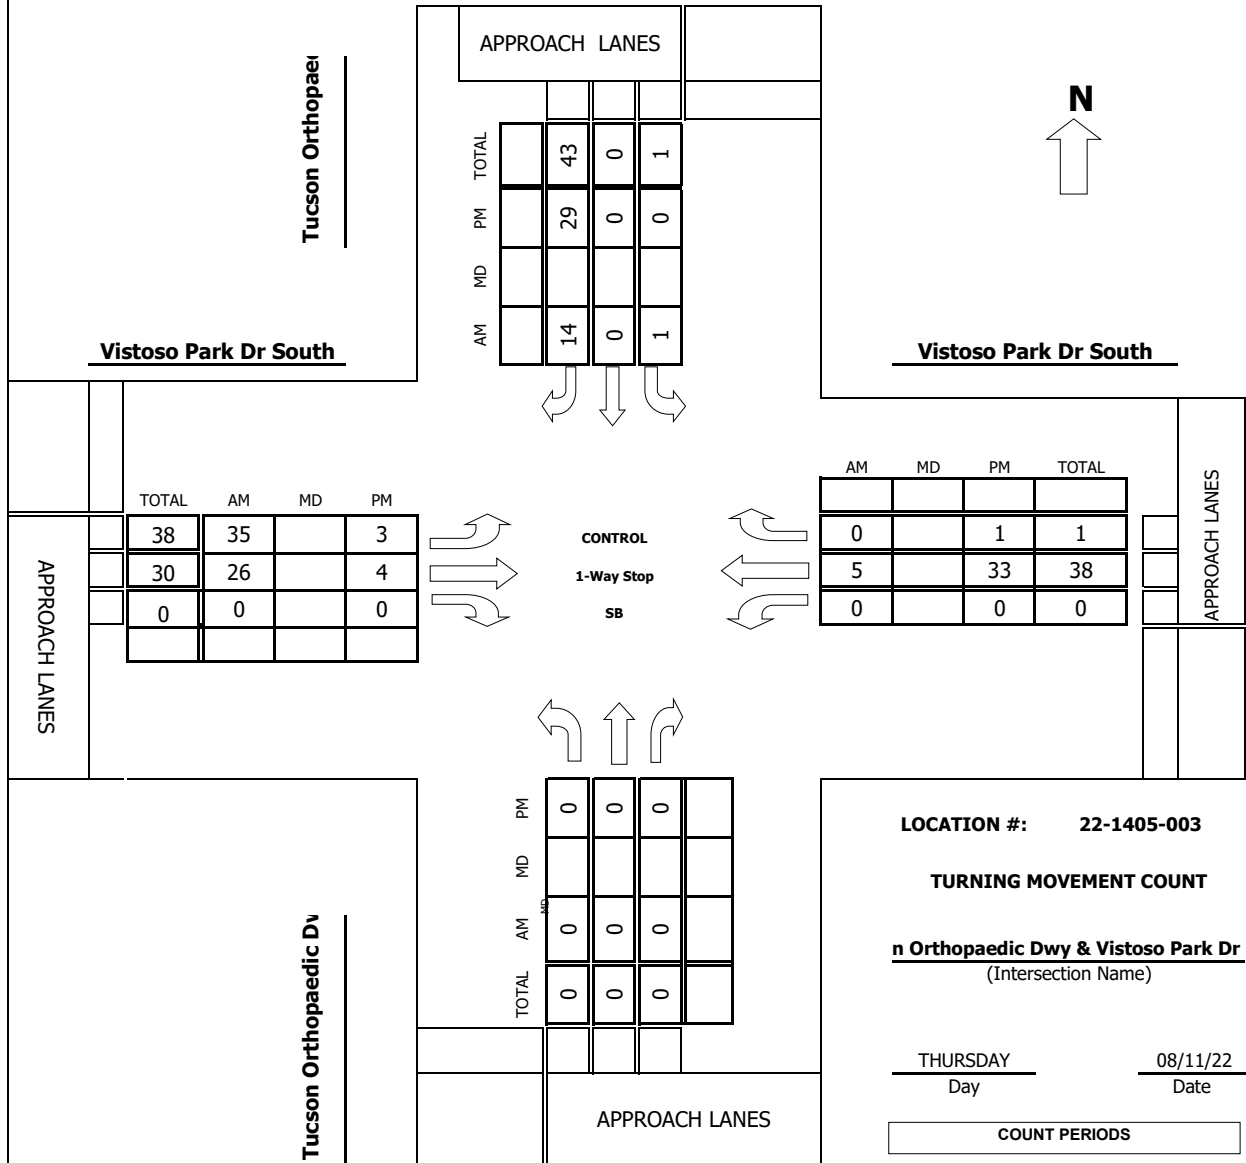 APPROACH LANES
Tucson Orthopaed
N
TOTAL 43 0 1
PM 29 0 0
MD
AM 14 0 1
Vistoso Park Dr South
Vistoso Park Dr South
AM MD PM TOTAL
0 1 1
5 33 38
0 0 0
APPROACH LANES
TOTAL AM MD PM
38 35 3
30 26 4
0 0 0
APPROACH LANES
CONTROL
1-Way Stop
SB
PM 0 0 0
MD
MD
AM 0 0 0
TOTAL 0 0 0
Tucson Orthopaedic Dv
APPROACH LANES
LOCATION #: 22-1405-003
TURNING MOVEMENT COUNT
n Orthopaedic Dwy & Vistoso Park Dr
(Intersection Name)
THURSDAY 08/11/22
Day Date
COUNT PERIODS